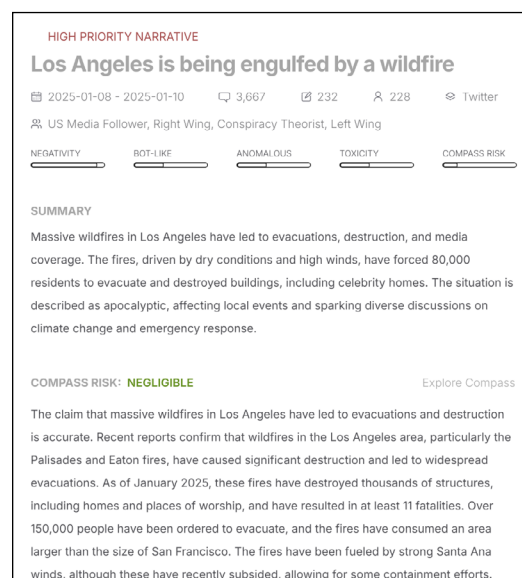 HIGH PRIORITY NARRATIVE
Los Angeles is being engulfed by a wildfire
2025-01-08 - 2025-01-10 3,667 232 228 Twitter
US Media Follower, Right Wing, Conspiracy Theorist, Left Wing
NEGATIVITY BOT-LIKE ANOMALOUS TOXICITY COMPASS RISK
SUMMARY
Massive wildfires in Los Angeles have led to evacuations, destruction, and media
coverage. The fires, driven by dry conditions and high winds, have forced 80,000
residents to evacuate and destroyed buildings, including celebrity homes. The situation is
described as apocalyptic, affecting local events and sparking diverse discussions on
climate change and emergency response.
COMPASS RISK: NEGLIGIBLE Explore Compass
The claim that massive wildfires in Los Angeles have led to evacuations and destruction
is accurate. Recent reports confirm that wildfires in the Los Angeles area, particularly the
Palisades and Eaton fires, have caused significant destruction and led to widespread
evacuations. As of January 2025, these fires have destroyed thousands of structures,
including homes and places of worship, and have resulted in at least 11 fatalities. Over
150,000 people have been ordered to evacuate, and the fires have consumed an area
larger than the size of San Francisco. The fires have been fueled by strong Santa Ana
winds, although these have recently subsided, allowing for some containment efforts.